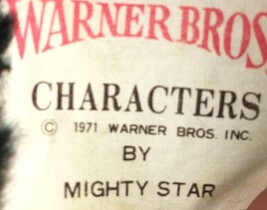 WARNER BROS
CHARACTERS
© 1971 WARNER BROS. INC.
BY
MIGHTY STAR